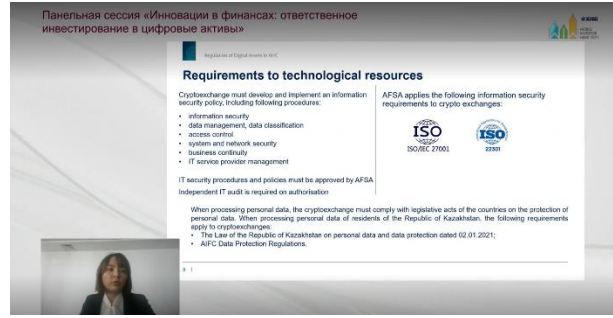 Панельная сессия «Инновации в финансах: ответственное
инвестирование в цифровые активы»
WORLD
INVESTOR
WEEK 2021
Regulation of Digital Assets in AIFC
Requirements to technological resources
Cryptoexchange must develop and implement an information
security policy, including following procedures:
• information security
• data management, data classification
• access control
• system and network security
• business continuity
• IT service provider management
IT security procedures and policies must be approved by AFSA
Independent IT audit is required on authorisation
AFSA applies the following information security
requirements to crypto exchanges:
ISO
ISO/IEC 27001
ISO
22301
When processing personal data, the cryptoexchange must comply with legislative acts of the countries on the protection of
personal data. When processing personal data of residents of the Republic of Kazakhstan, the following requirements
apply to cryptoexchanges:
• The Law of the Republic of Kazakhstan on personal data and data protection dated 02.01.2021;
• AIFC Data Protection Regulations.